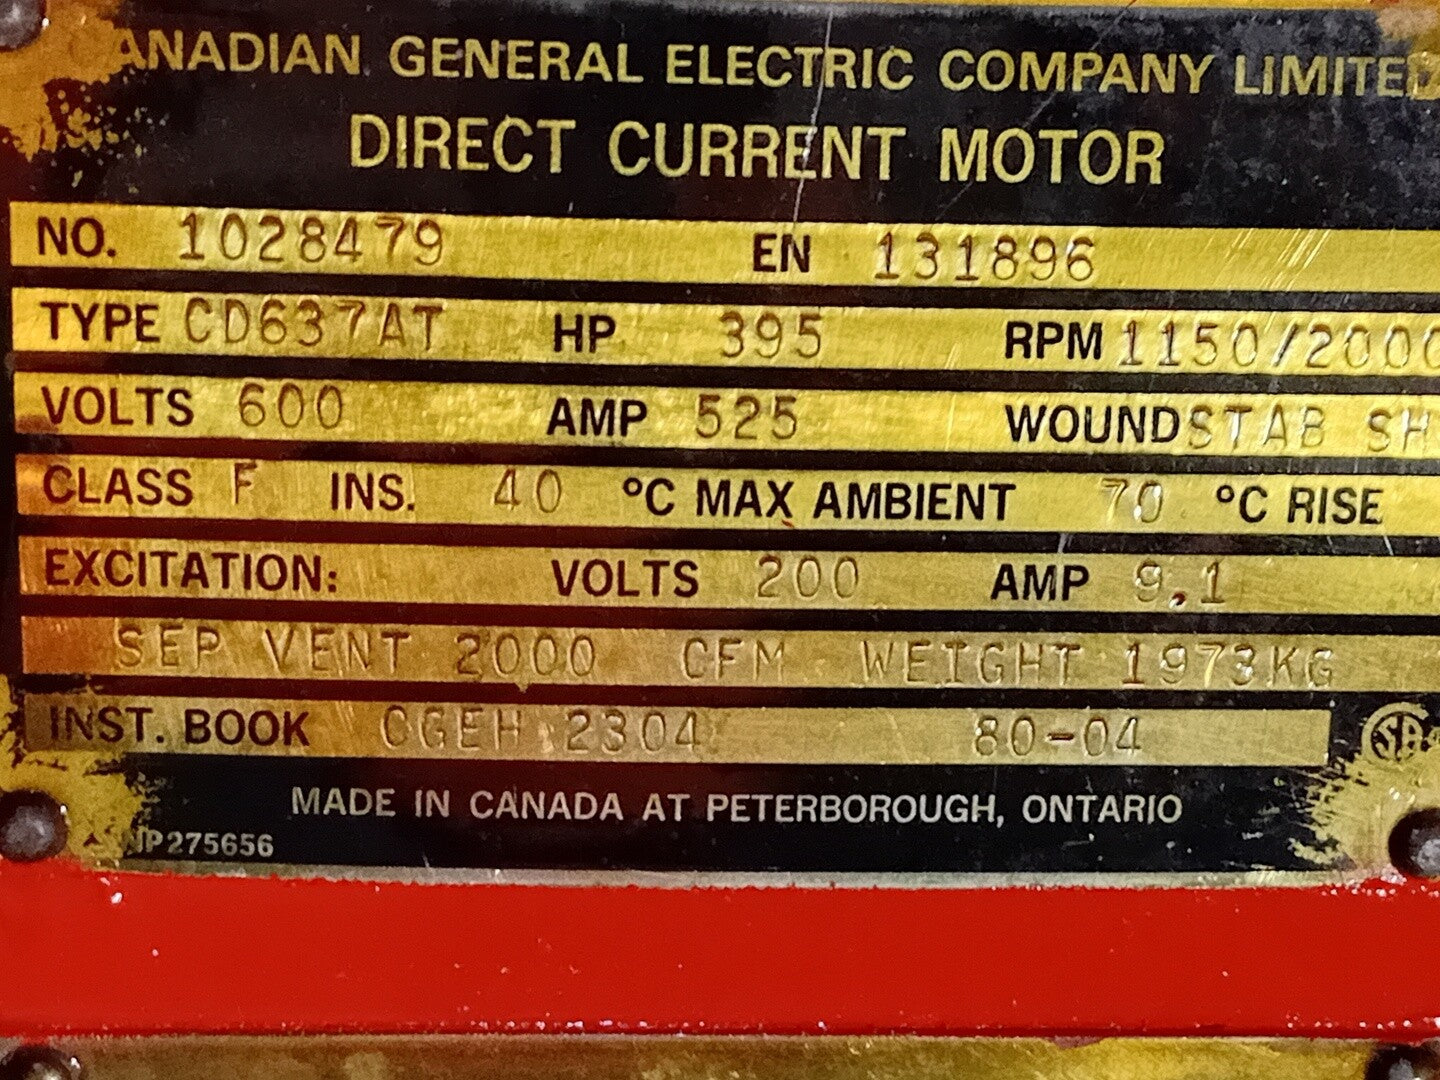 CANADIAN GENERAL ELECTRIC COMPANY LIMITED
DIRECT CURRENT MOTOR
NO. 1028479 EN 131896
TYPE CD637AT HP 395 RPM 1150/2000
VOLTS 600 AMP 525 WOUND STAB SH
CLASS F INS. 40 °C MAX AMBIENT 70 °C RISE
EXCITATION: VOLTS 200 AMP 9.1
SEP VENT 2000 CFM WEIGHT 1973KG
INST. BOOK CGEH 2304 80-04
MADE IN CANADA AT PETERBOROUGH, ONTARIO
NP275656